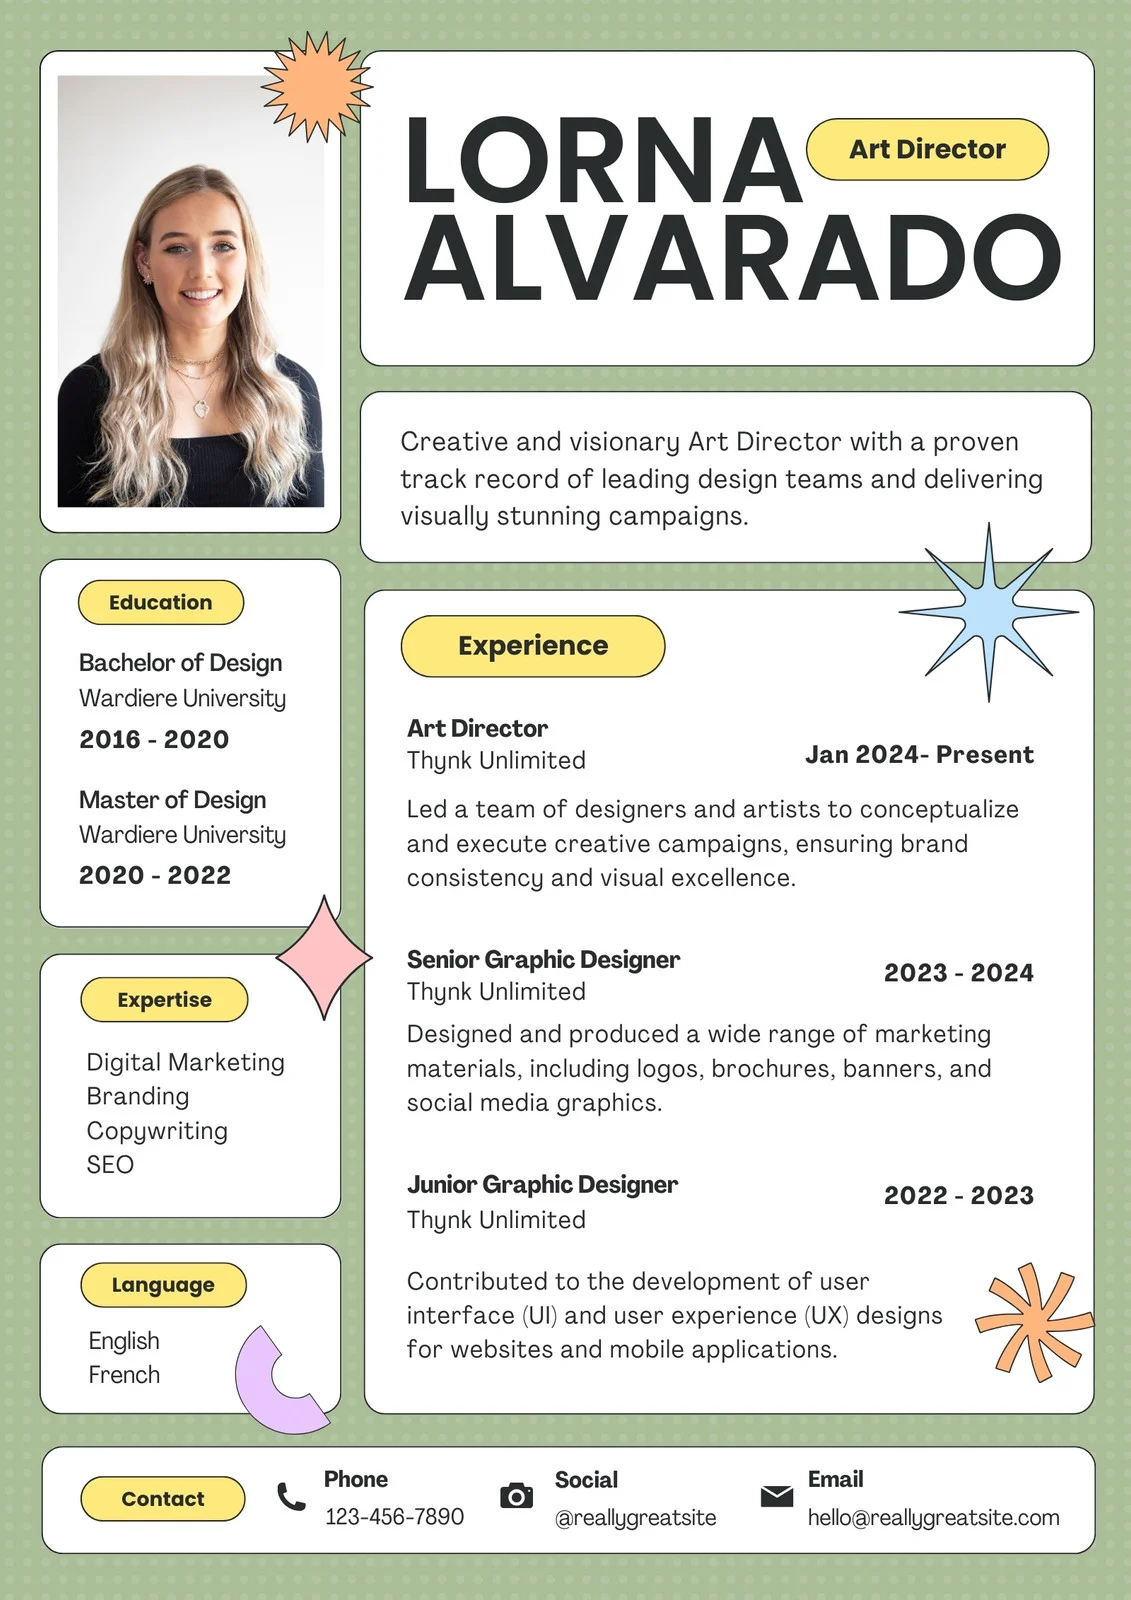 LORNA
Art Director
ALVARADO
Creative and visionary Art Director with a proven
track record of leading design teams and delivering
visually stunning campaigns.
Education
Bachelor of Design
Wardiere University
2016 - 2020
Master of Design
Wardiere University
2020 - 2022
Expertise
Digital Marketing
Branding
Copywriting
SEO
Language
English
French
Experience
Art Director
Thynk Unlimited
Jan 2024- Present
Led a team of designers and artists to conceptualize
and execute creative campaigns, ensuring brand
consistency and visual excellence.
Senior Graphic Designer
Thynk Unlimited
2023 - 2024
Designed and produced a wide range of marketing
materials, including logos, brochures, banners, and
social media graphics.
Junior Graphic Designer
Thynk Unlimited
2022 - 2023
Contributed to the development of user
interface (UI) and user experience (UX) designs
for websites and mobile applications.
Contact
Phone
123-456-7890
Social
@reallygreatsite
Email
hello@reallygreatsite.com